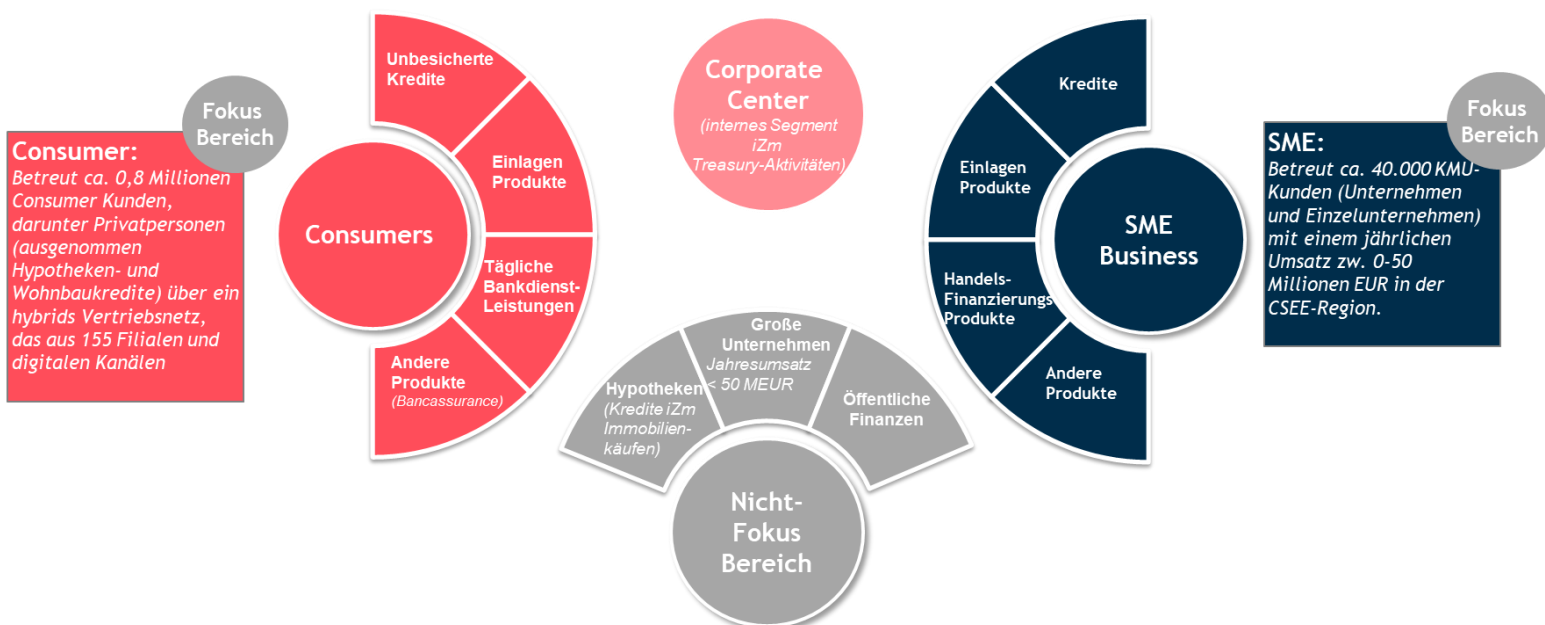 Fokus
Bereich
Consumer:
Betreut ca. 0,8 Millionen
Consumer Kunden,
darunter Privatpersonen
(ausgenommen
Hypotheken- und
Wohnbaukredite) über ein
hybrids Vertriebsnetz,
das aus 155 Filialen und
digitalen Kanälen
Consumers
Unbesicherte
Kredite
Einlagen
Produkte
Tägliche
Bankdienst-
Leistungen
Andere
Produkte
(Bancassurance)
Corporate
Center
(internes Segment
iZm
Treasury-Aktivitäten)
Hypotheken
(Kredite iZm
Immobilien-
käufen)
Große
Unternehmen
Jahresumsatz
< 50 MEUR
Öffentliche
Finanzen
Nicht-
Fokus
Bereich
Kredite
Einlagen
Produkte
Handels-
Finanzierungs
Produkte
Andere
Produkte
SME
Business
Fokus
Bereich
SME:
Betreut ca. 40.000 KMU-
Kunden (Unternehmen
und Einzelunternehmen)
mit einem jährlichen
Umsatz zw. 0-50
Millionen EUR in der
CSEE-Region.